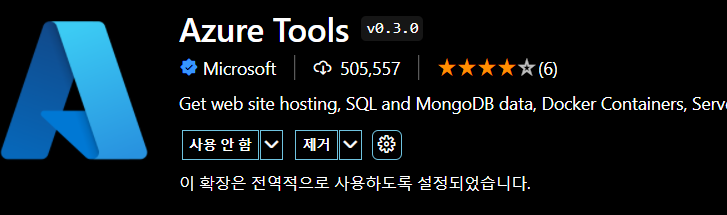 Azure Tools v0.3.0
Microsoft 505,557 (6)
Get web site hosting, SQL and MongoDB data, Docker Containers, Serv
사용 안 함 제거
이 확장은 전역적으로 사용하도록 설정되었습니다.